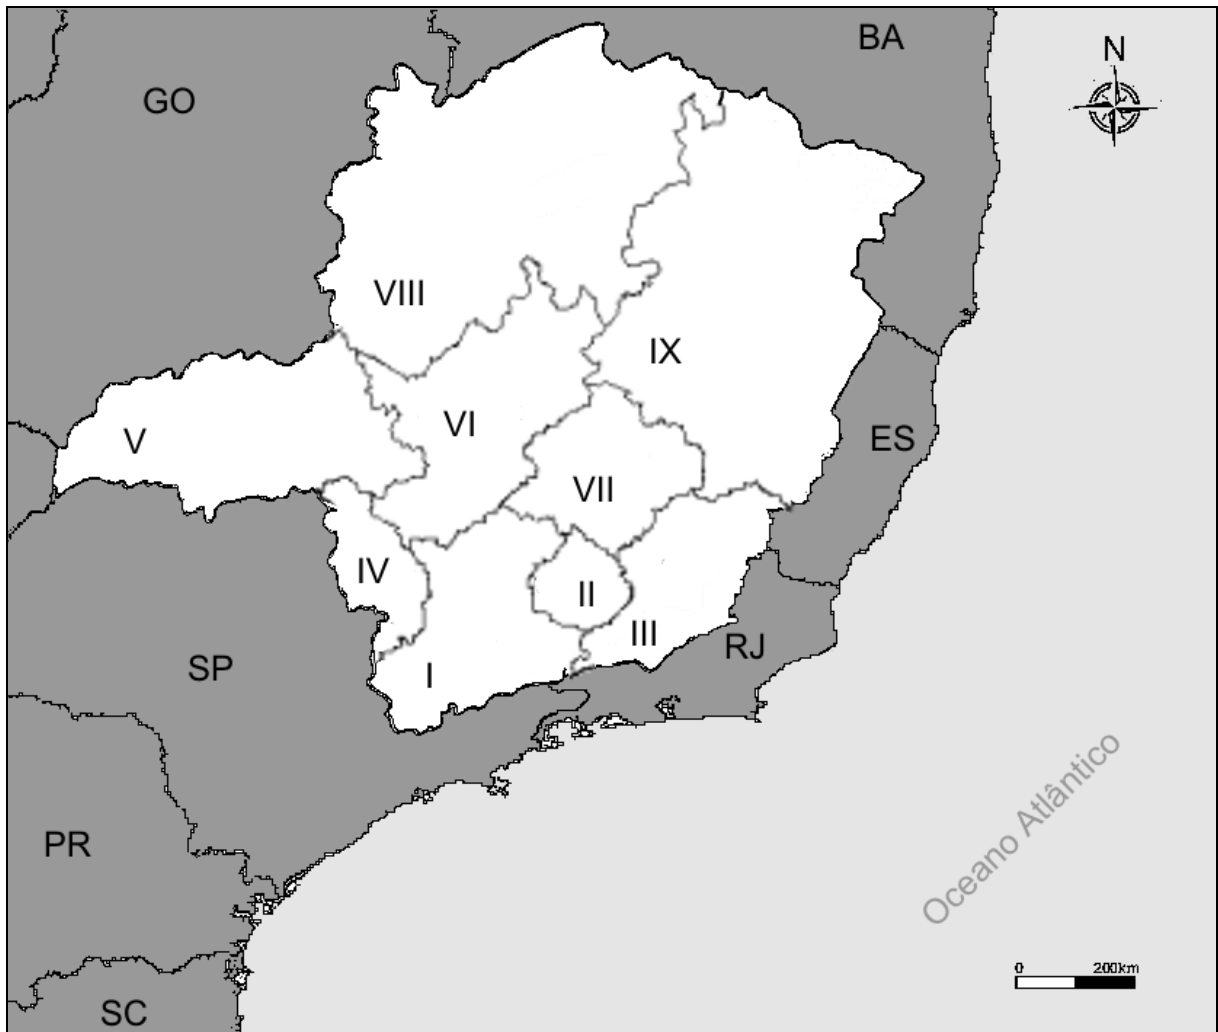 BA
N
GO
VIII
IX
V
VI
ES
VII
IV
II
III
SP
I
RJ
Oceano Atlântico
PR
0 200km
SC